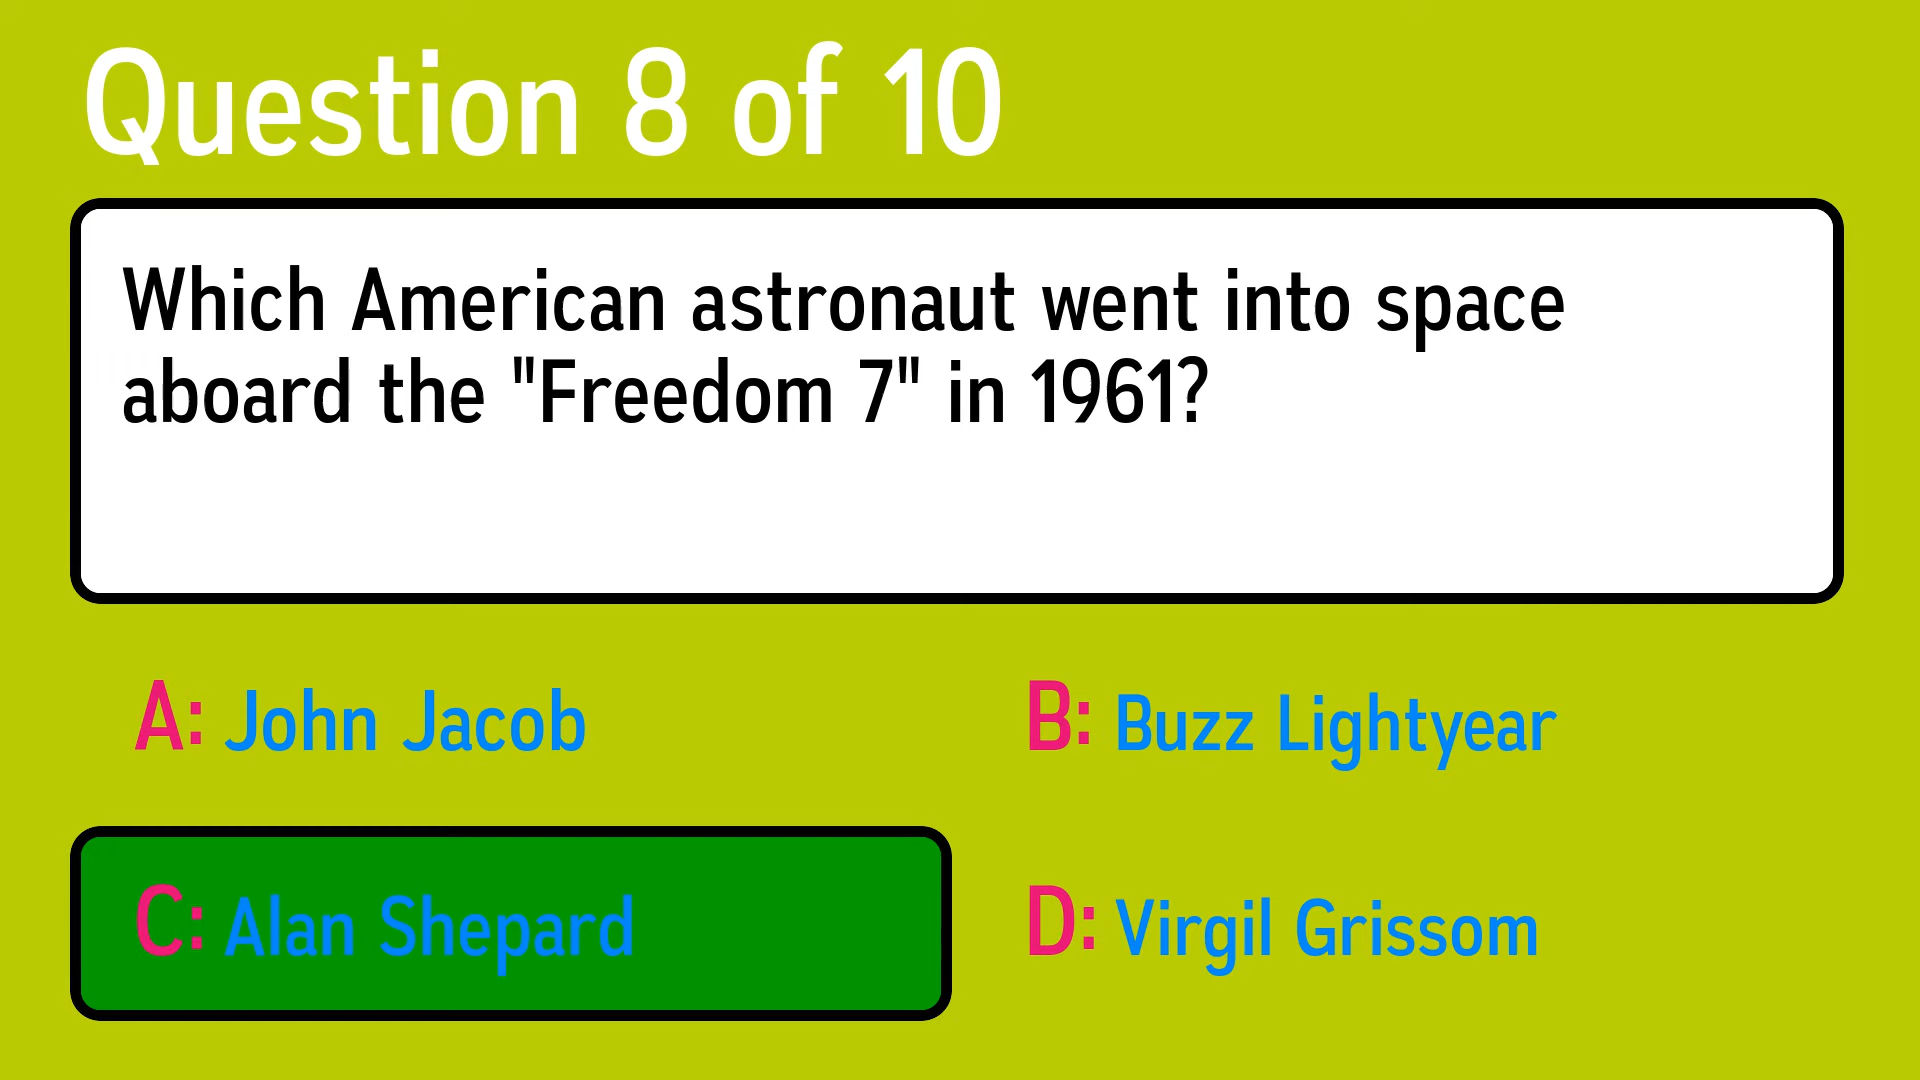 Question 8 of 10
Which American astronaut went into space
aboard the "Freedom 7" in 1961?
A: John Jacob
B: Buzz Lightyear
C: Alan Shepard
D: Virgil Grissom